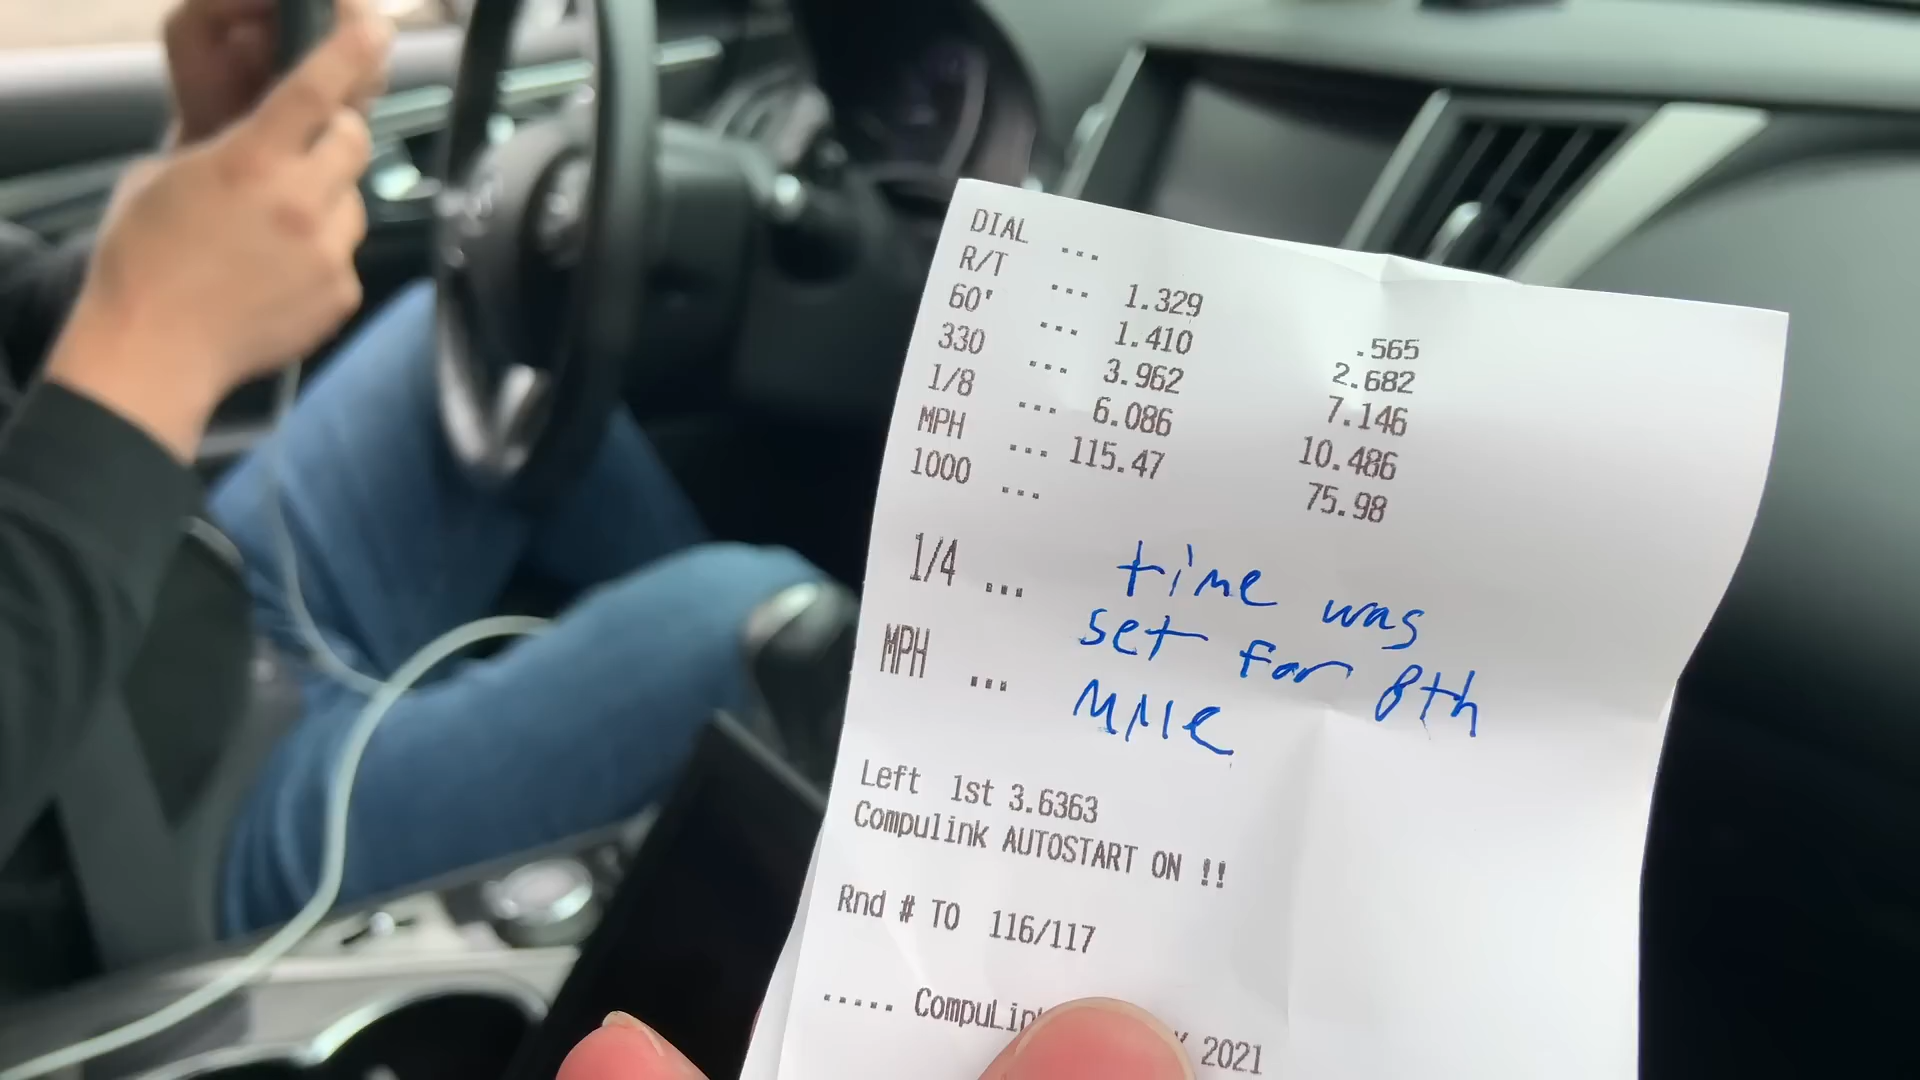 DIAL ...
R/T ... 1.329 .565
60' ... 1.410 2.682
330 ... 3.962 7.146
1/8 ... 6.086 10.486
MPH ... 115.47 75.98
1000 ...
1/4 ... time was
set for 8th
MPH ... Mile
Left 1st 3.6363
Compulink AUTOSTART ON !!
Rnd # TO 116/117
..... CompuLin 2021